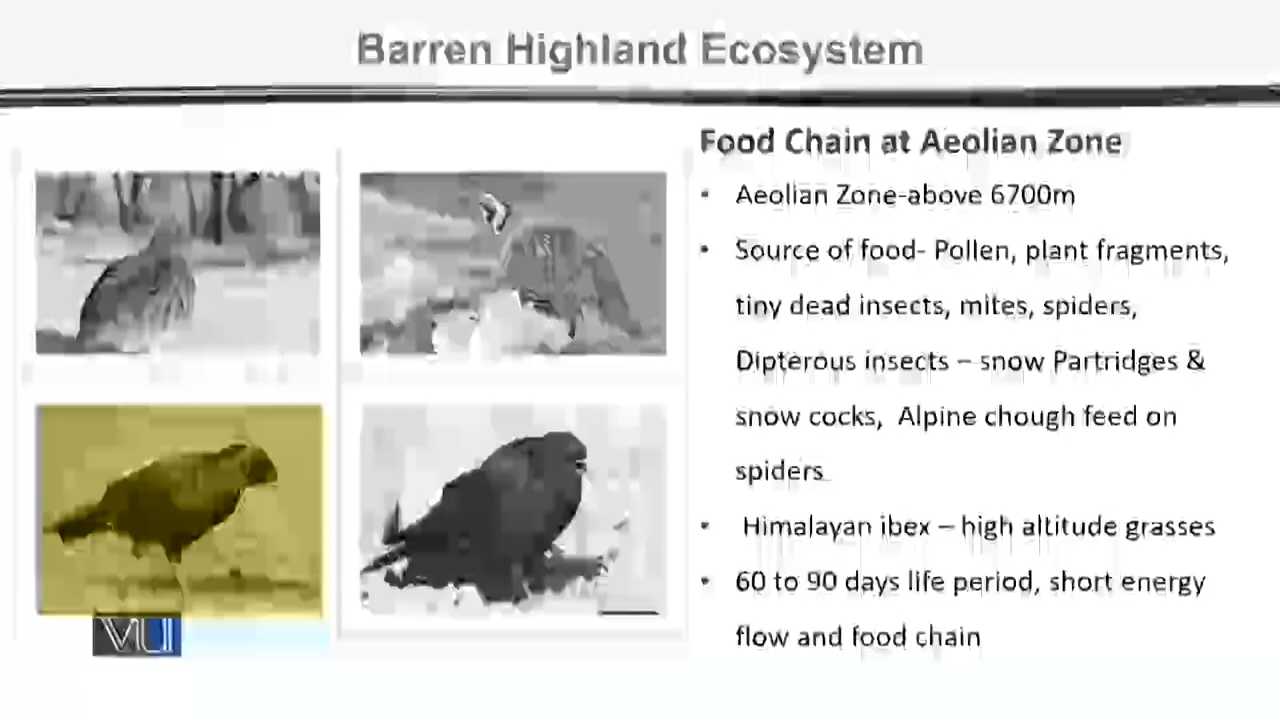 Barren Highland Ecosystem
Food Chain at Aeolian Zone
• Aeolian Zone-above 6700m
• Source of food- Pollen, plant fragments,
tiny dead insects, mites, spiders,
Dipterous insects – snow Partridges &
snow cocks, Alpine chough feed on
spiders
• Himalayan ibex – high altitude grasses
• 60 to 90 days life period, short energy
flow and food chain
VU